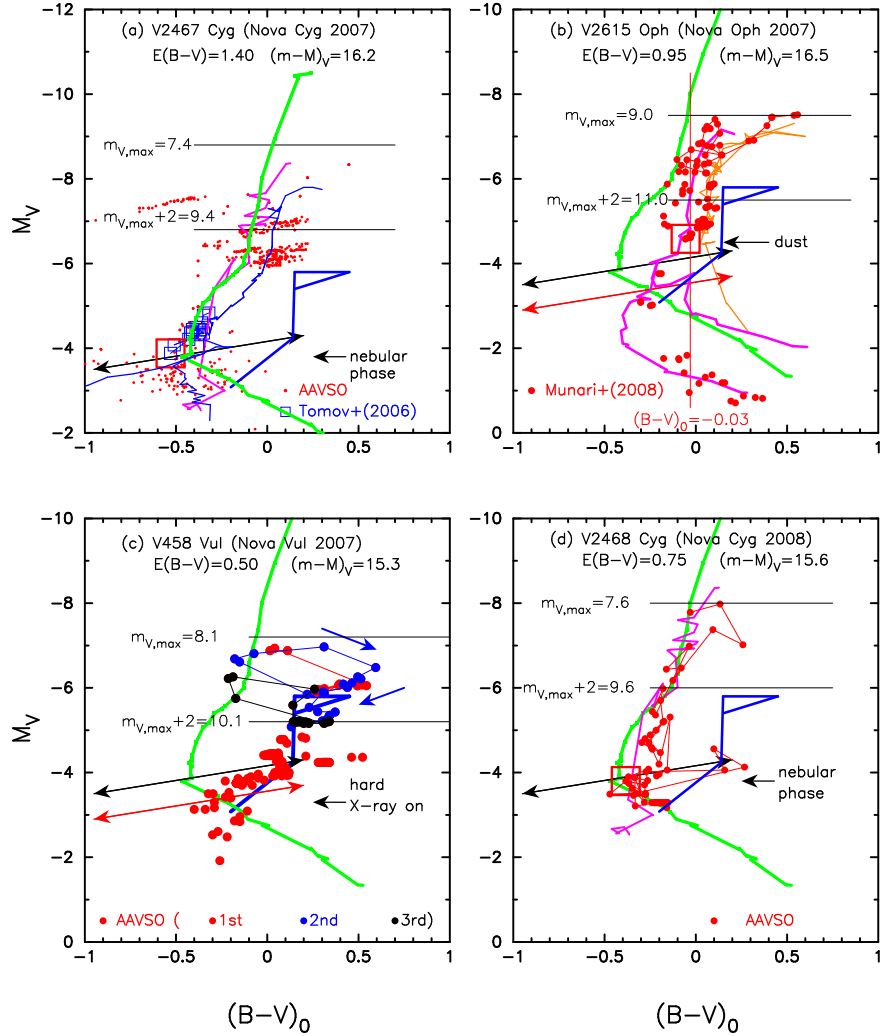 (a) V2467 Cyg (Nova Cyg 2007)
E(B−V)=1.40 (m−M)V=16.2
mV,max=7.4
mV,max+2=9.4
nebular
phase
AAVSO
Tomov+(2006)
−12
−10
−8
−6
−4
−2
MV
−1 −0.5 0 0.5 1
(b) V2615 Oph (Nova Oph 2007)
E(B−V)=0.95 (m−M)V=16.5
mV,max=9.0
mV,max+2=11.0
dust
Munari+(2008)
(B−V)0=−0.03
−10
−8
−6
−4
−2
0
−1 −0.5 0 0.5 1
(c) V458 Vul (Nova Vul 2007)
E(B−V)=0.50 (m−M)V=15.3
mV,max=8.1
mV,max+2=10.1
hard
X−ray on
AAVSO ( 1st 2nd 3rd)
−10
−8
−6
−4
−2
0
MV
−1 −0.5 0 0.5 1
(B−V)0
(d) V2468 Cyg (Nova Cyg 2008)
E(B−V)=0.75 (m−M)V=15.6
mV,max=7.6
mV,max+2=9.6
nebular
phase
AAVSO
−10
−8
−6
−4
−2
0
−1 −0.5 0 0.5 1
(B−V)0